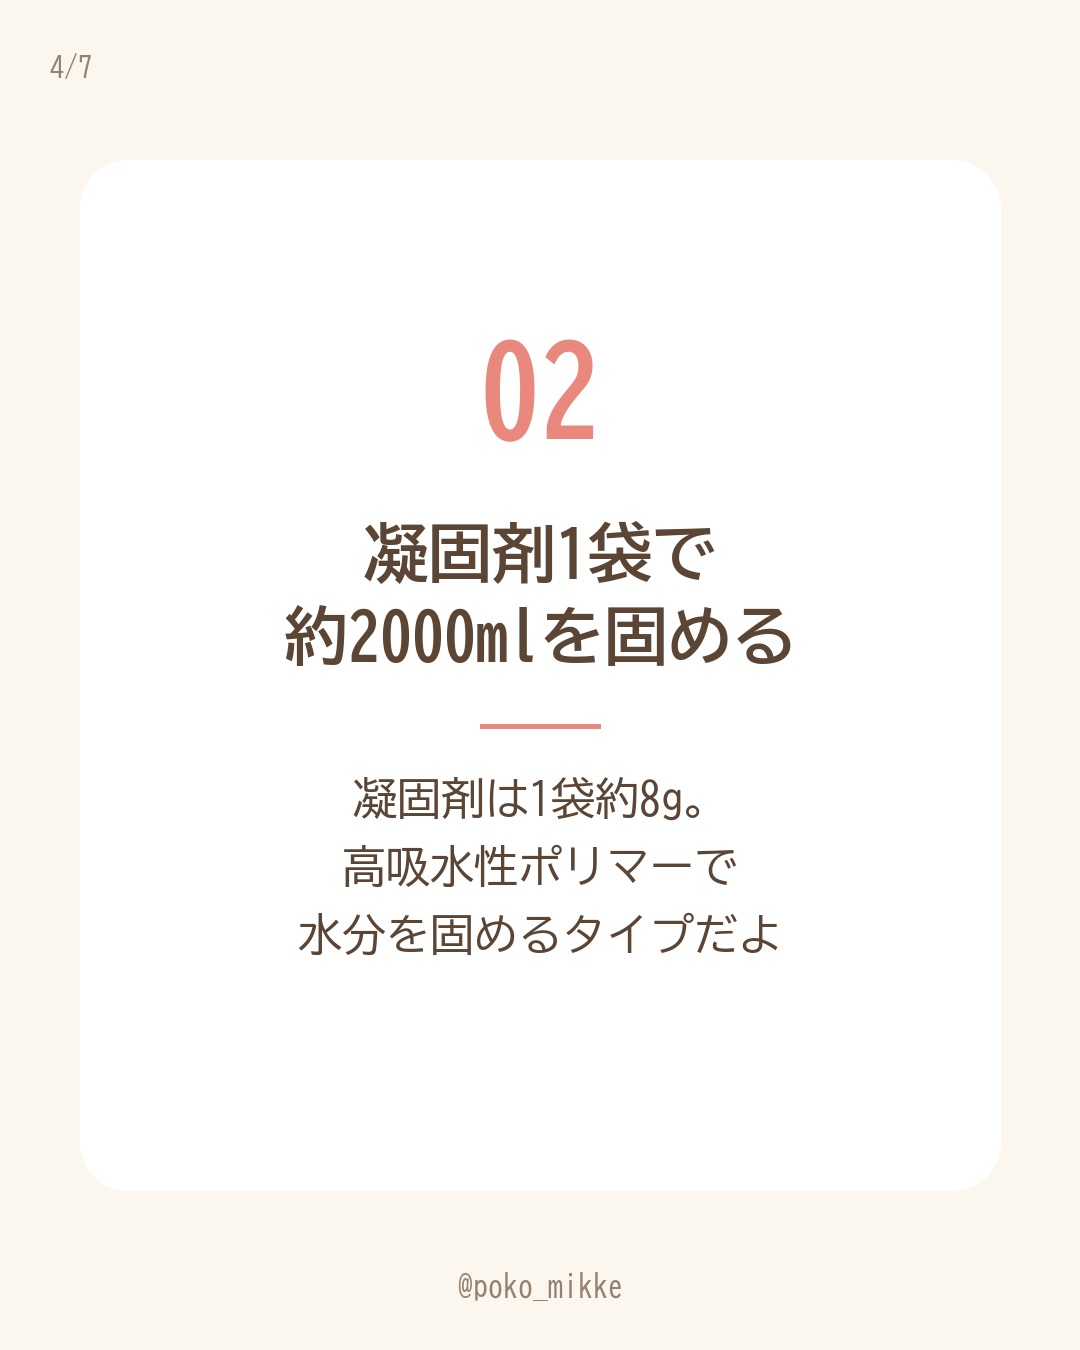 4/7
02
凝固剤1袋で
約2000mlを固める
凝固剤は1袋約8g。
高吸水性ポリマーで
水分を固めるタイプだよ
@poko_mikke